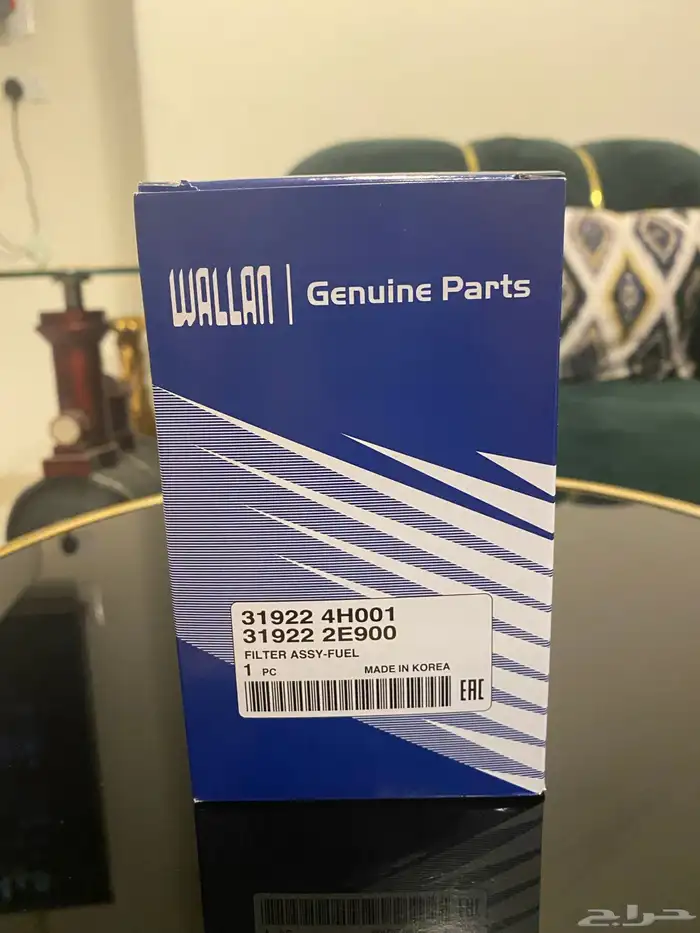 WALLAN | Genuine Parts
31922 4H001
31922 2E900
FILTER ASSY-FUEL
1 PC MADE IN KOREA
EAC
حراج